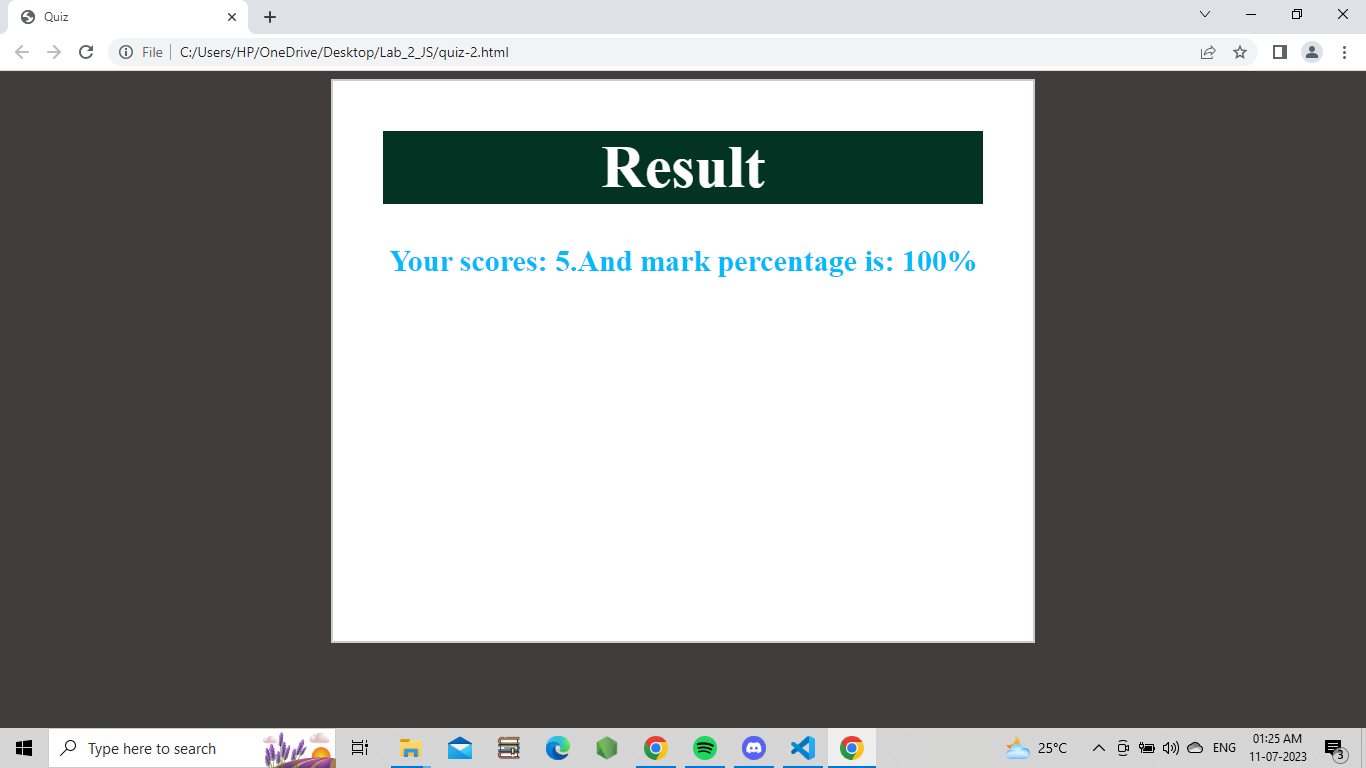 Quiz
File
C:/Users/HP/OneDrive/Desktop/Lab_2_JS/quiz-2.html
Result
Your scores: 5.And mark percentage is: 100%
Type here to search
25°C
ENG
01:25 AM
11-07-2023
3